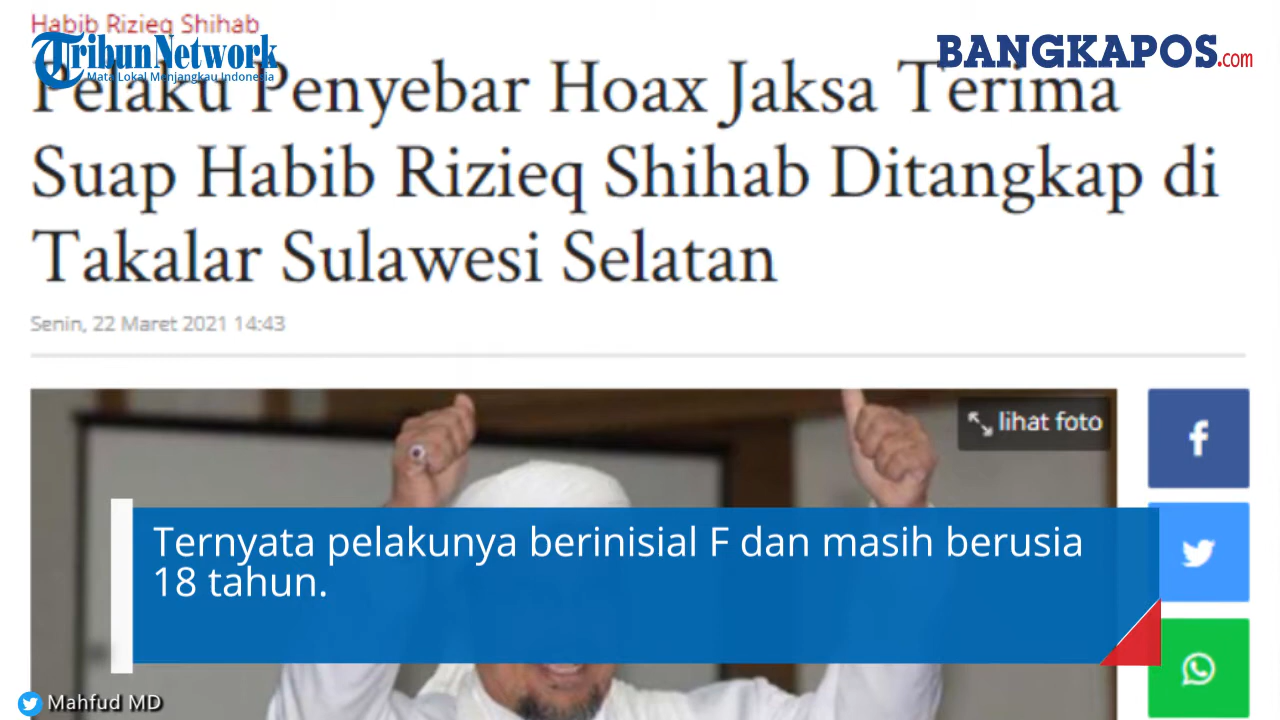 Habib Rizieq Shihab
TribunNetwork
Mata Lokal Menjangkau Indonesia
BANGKAPOS.com
Pelaku Penyebar Hoax Jaksa Terima
Suap Habib Rizieq Shihab Ditangkap di
Takalar Sulawesi Selatan
Senin, 22 Maret 2021 14:43
lihat foto
f
Ternyata pelakunya berinisial F dan masih berusia
18 tahun.
Mahfud MD